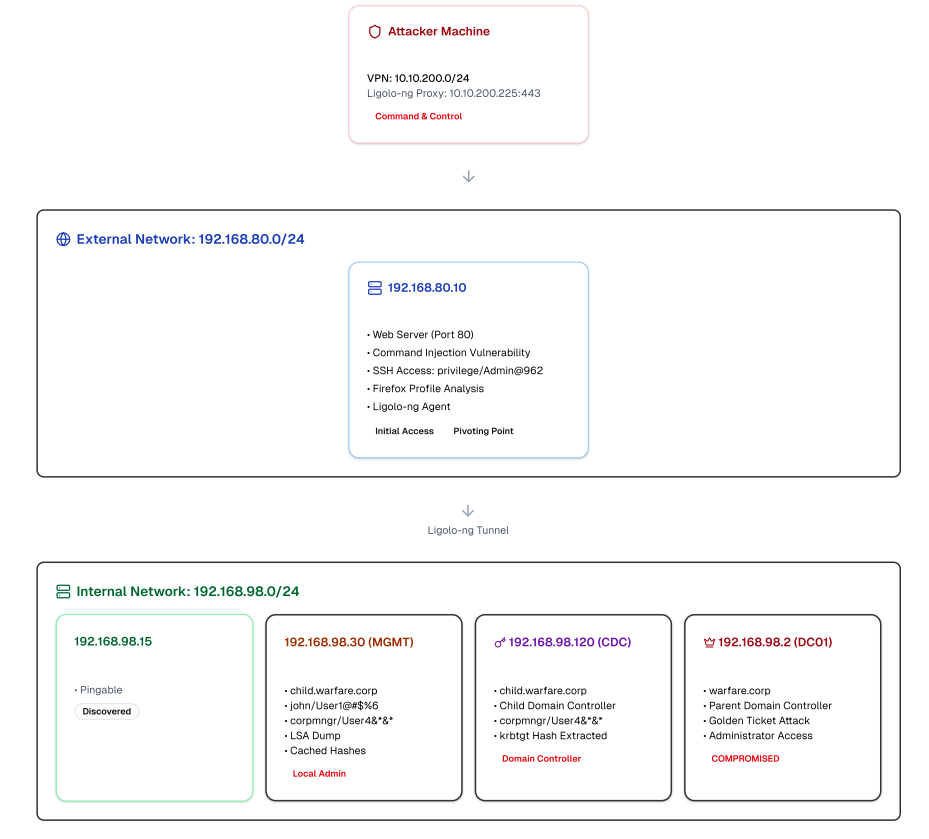 Attacker Machine
VPN: 10.10.200.0/24
Ligolo-ng Proxy: 10.10.200.225:443
Command & Control
External Network: 192.168.80.0/24
192.168.80.10
• Web Server (Port 80)
• Command Injection Vulnerability
• SSH Access: privilege/Admin@962
• Firefox Profile Analysis
• Ligolo-ng Agent
Initial Access Pivoting Point
Ligolo-ng Tunnel
Internal Network: 192.168.98.0/24
192.168.98.15
• Pingable
Discovered
192.168.98.30 (MGMT)
• child.warfare.corp
• john/User1@#$%6
• corpmngr/User4&*&*
• LSA Dump
• Cached Hashes
Local Admin
192.168.98.120 (CDC)
• child.warfare.corp
• Child Domain Controller
• corpmngr/User4&*&*
• krbtgt Hash Extracted
Domain Controller
192.168.98.2 (DC01)
• warfare.corp
• Parent Domain Controller
• Golden Ticket Attack
• Administrator Access
COMPROMISED